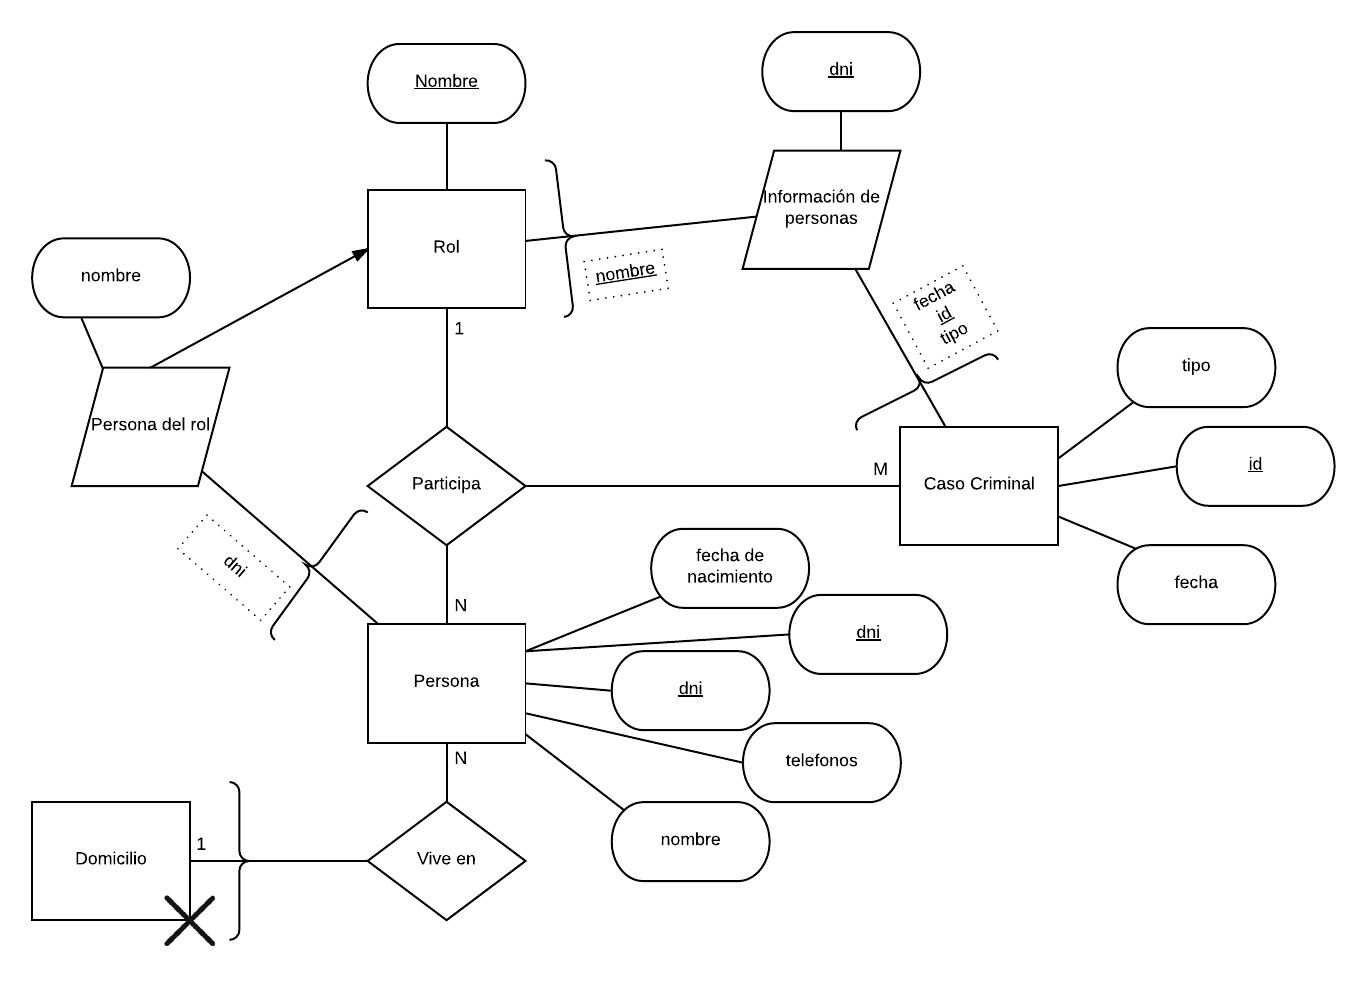 dni
Nombre
Información de
personas
Rol
nombre
nombre
fecha
id
tipo
1
tipo
Persona del rol
M
id
Participa
Caso Criminal
dni
fecha de
nacimiento
fecha
N
dni
Persona
dni
N
telefonos
nombre
1
Domicilio
Vive en